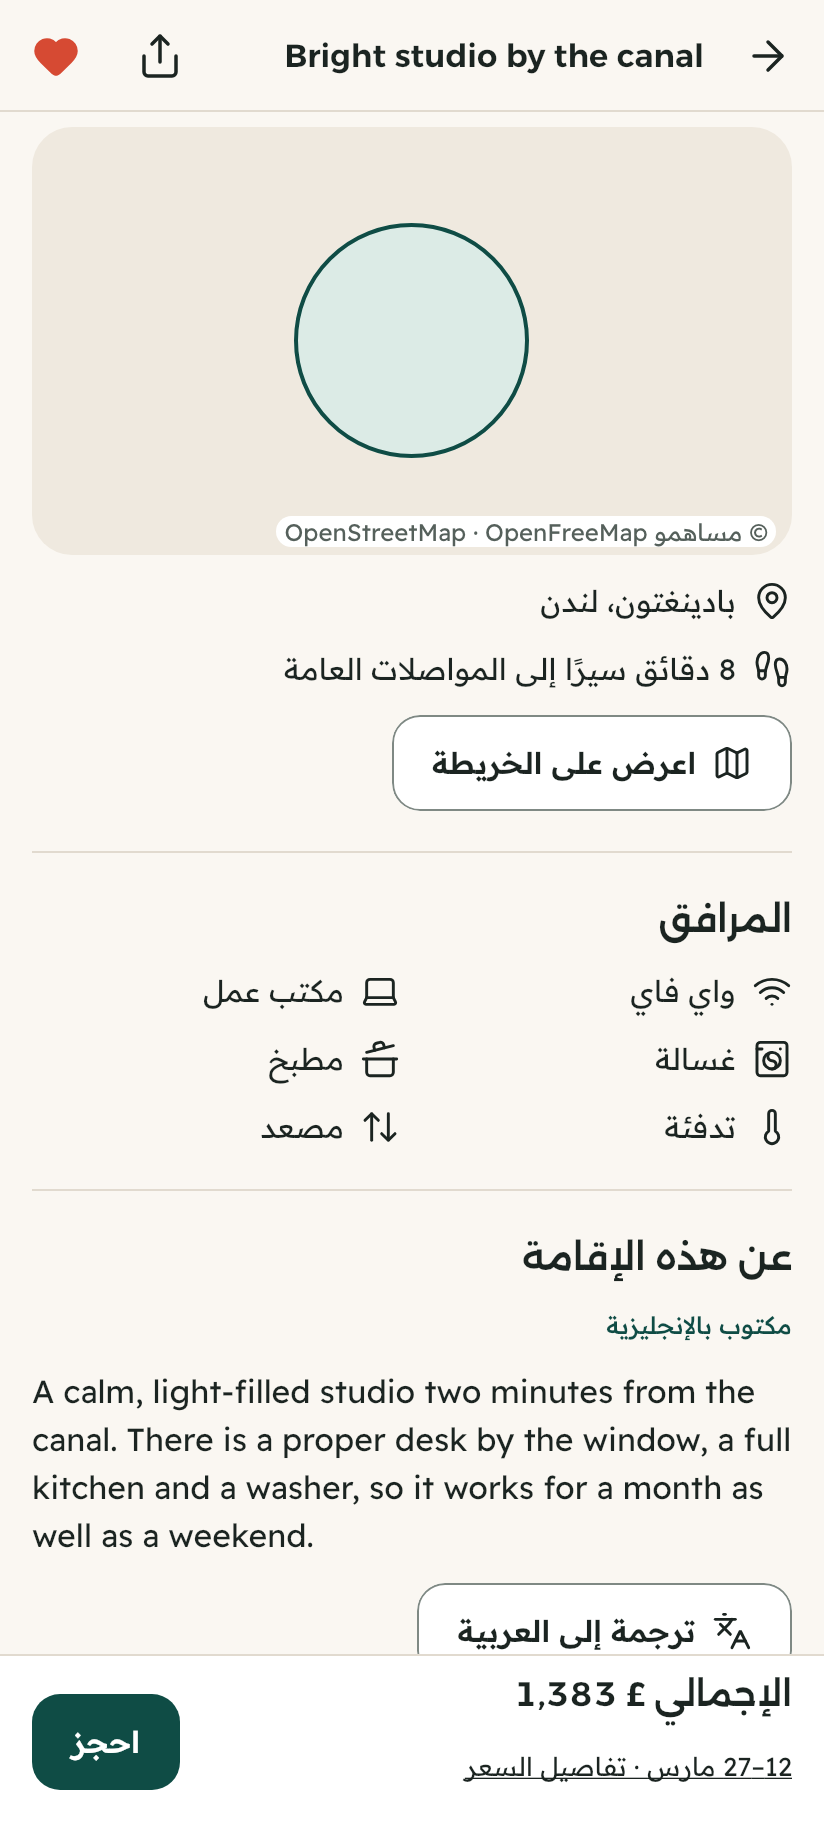 Bright studio by the canal
© مساهمو OpenStreetMap · OpenFreeMap
بادينغتون، لندن
8 دقائق سيرًا إلى المواصلات العامة
اعرض على الخريطة
المرافق
واي فاي
مكتب عمل
غسالة
مطبخ
تدفئة
مصعد
عن هذه الإقامة
مكتوب بالإنجليزية
A calm, light-filled studio two minutes from the
canal. There is a proper desk by the window, a full
kitchen and a washer, so it works for a month as
well as a weekend.
ترجمة إلى العربية
الإجمالي £ 1,383
12–27 مارس · تفاصيل السعر
احجز